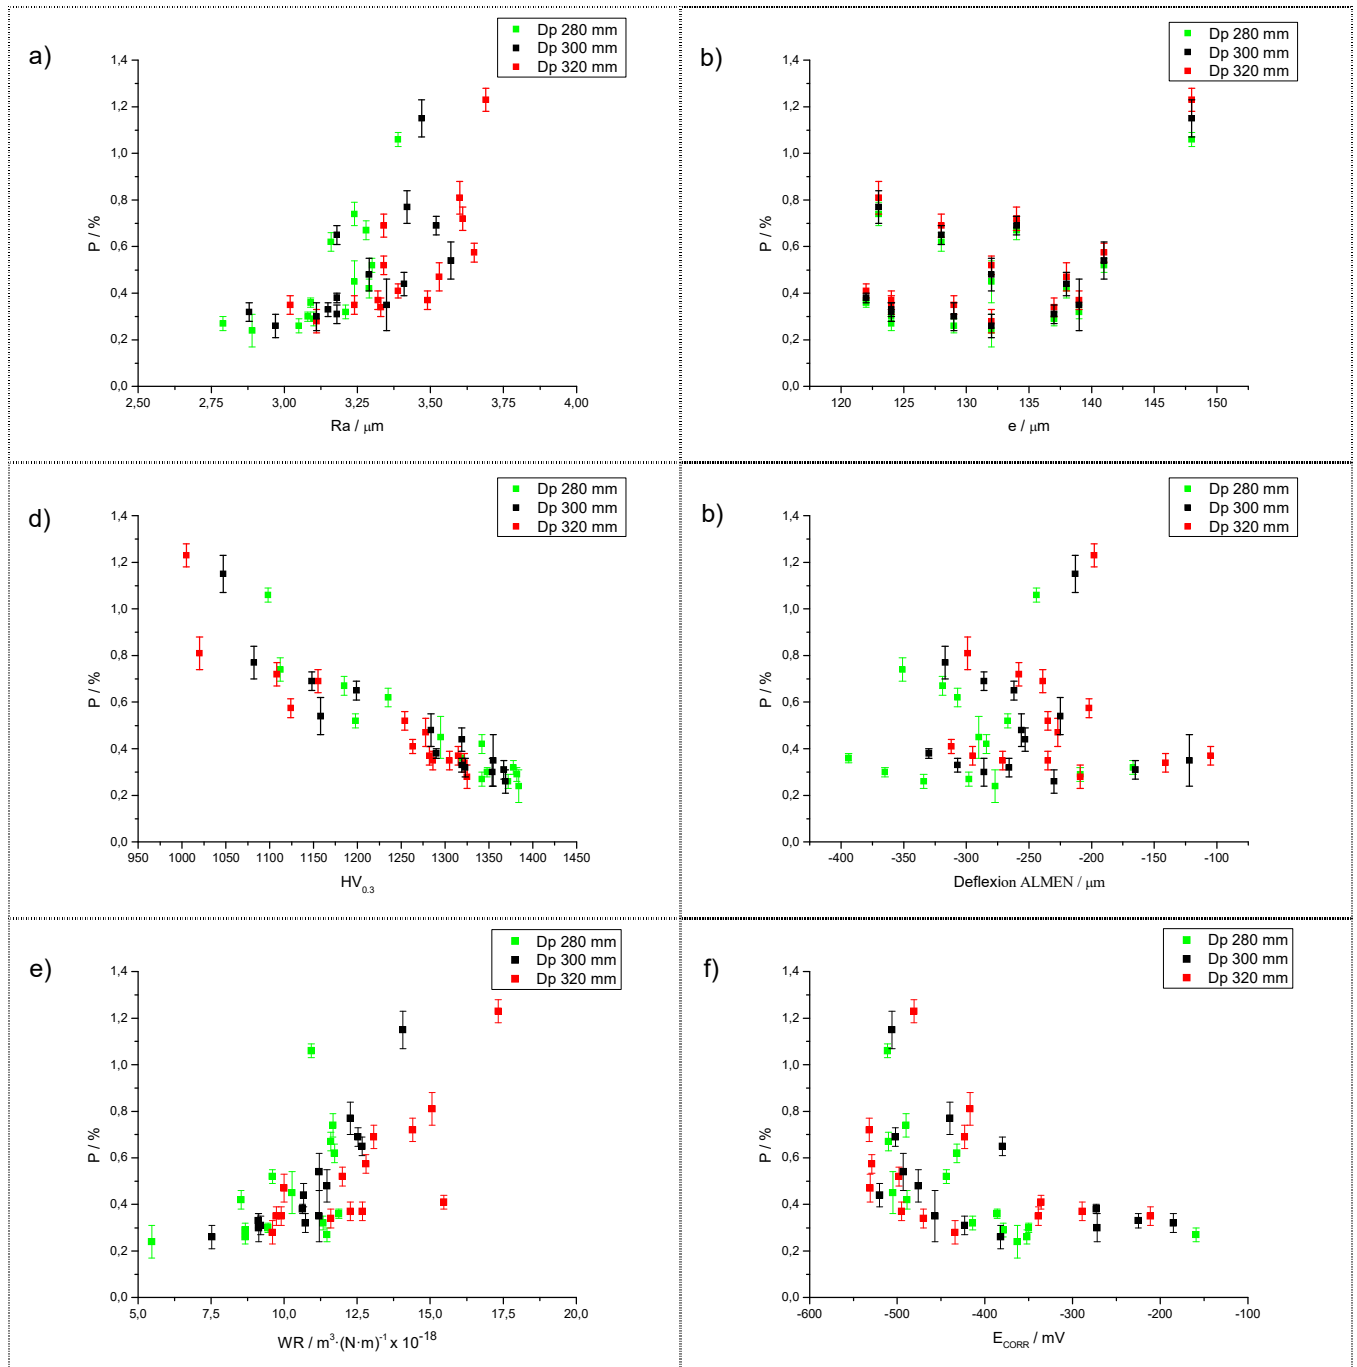 a)
Dp 280 mm
Dp 300 mm
Dp 320 mm
1,4
1,2
1,0
0,8
0,6
0,4
0,2
0,0
P / %
2,50 2,75 3,00 3,25 3,50 3,75 4,00
Ra / μm
b)
Dp 280 mm
Dp 300 mm
Dp 320 mm
1,4
1,2
1,0
0,8
0,6
0,4
0,2
0,0
P / %
120 125 130 135 140 145 150
e / μm
d)
Dp 280 mm
Dp 300 mm
Dp 320 mm
1,4
1,2
1,0
0,8
0,6
0,4
0,2
0,0
P / %
950 1000 1050 1100 1150 1200 1250 1300 1350 1400 1450
HV0.3
b)
Dp 280 mm
Dp 300 mm
Dp 320 mm
1,4
1,2
1,0
0,8
0,6
0,4
0,2
0,0
P / %
-400 -350 -300 -250 -200 -150 -100
Deflexion ALMEN / μm
e)
Dp 280 mm
Dp 300 mm
Dp 320 mm
1,4
1,2
1,0
0,8
0,6
0,4
0,2
0,0
P / %
5,0 7,5 10,0 12,5 15,0 17,5 20,0
WR / m³·(N·m)⁻¹ x 10⁻¹⁸
f)
Dp 280 mm
Dp 300 mm
Dp 320 mm
1,4
1,2
1,0
0,8
0,6
0,4
0,2
0,0
P / %
-600 -500 -400 -300 -200 -100
ECORR / mV